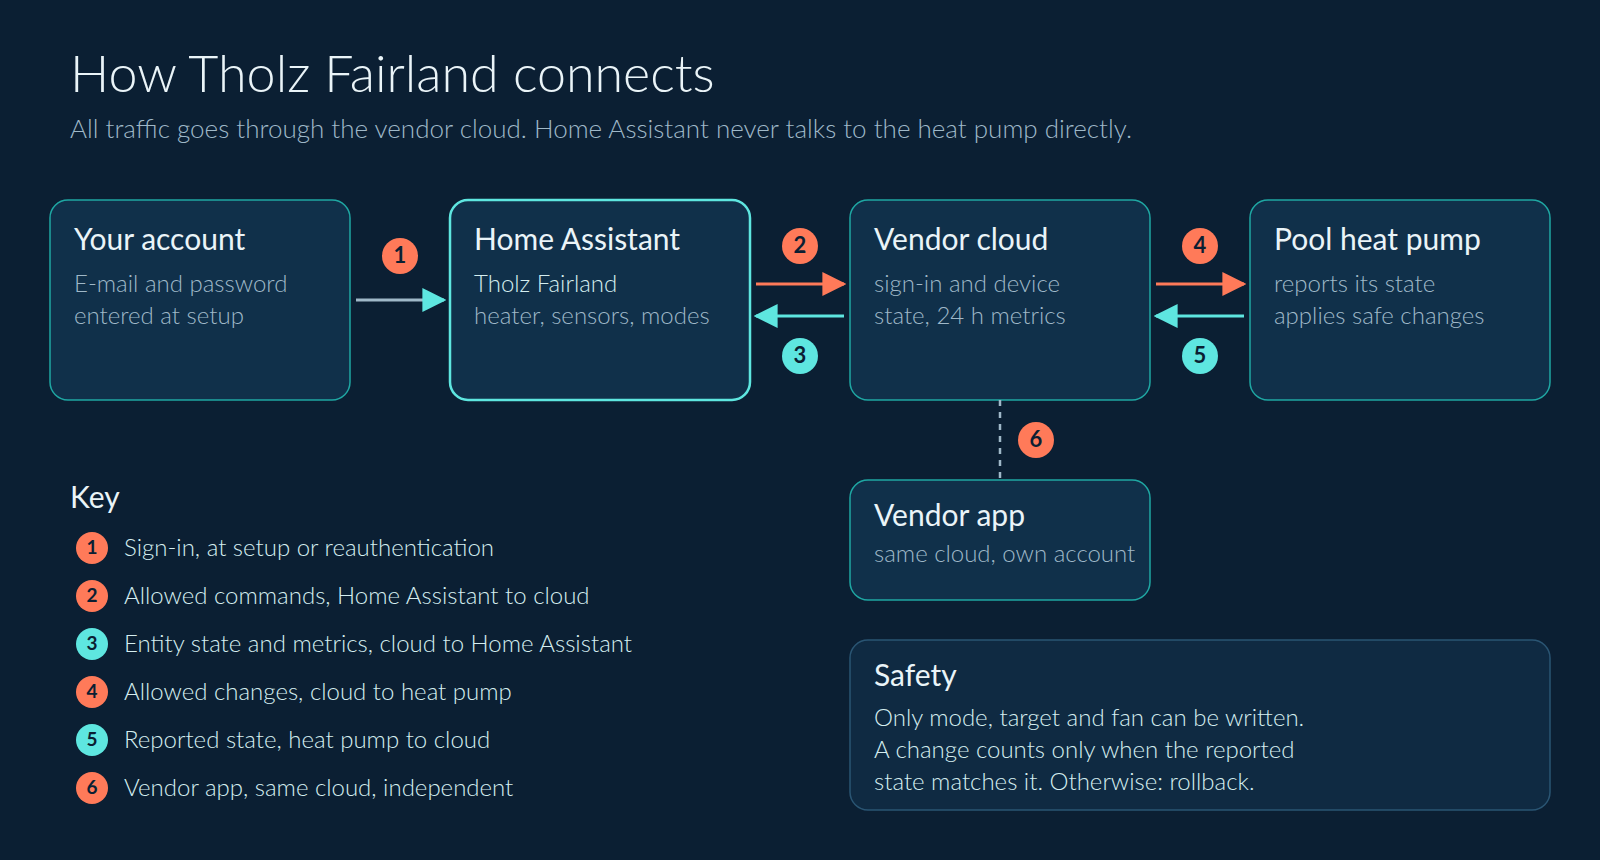 How Tholz Fairland connects
All traffic goes through the vendor cloud. Home Assistant never talks to the heat pump directly.
Your account
E-mail and password
entered at setup
1
Home Assistant
Tholz Fairland
heater, sensors, modes
2
3
Vendor cloud
sign-in and device
state, 24 h metrics
4
5
Pool heat pump
reports its state
applies safe changes
6
Vendor app
same cloud, own account
Key
1 Sign-in, at setup or reauthentication
2 Allowed commands, Home Assistant to cloud
3 Entity state and metrics, cloud to Home Assistant
4 Allowed changes, cloud to heat pump
5 Reported state, heat pump to cloud
6 Vendor app, same cloud, independent
Safety
Only mode, target and fan can be written.
A change counts only when the reported
state matches it. Otherwise: rollback.